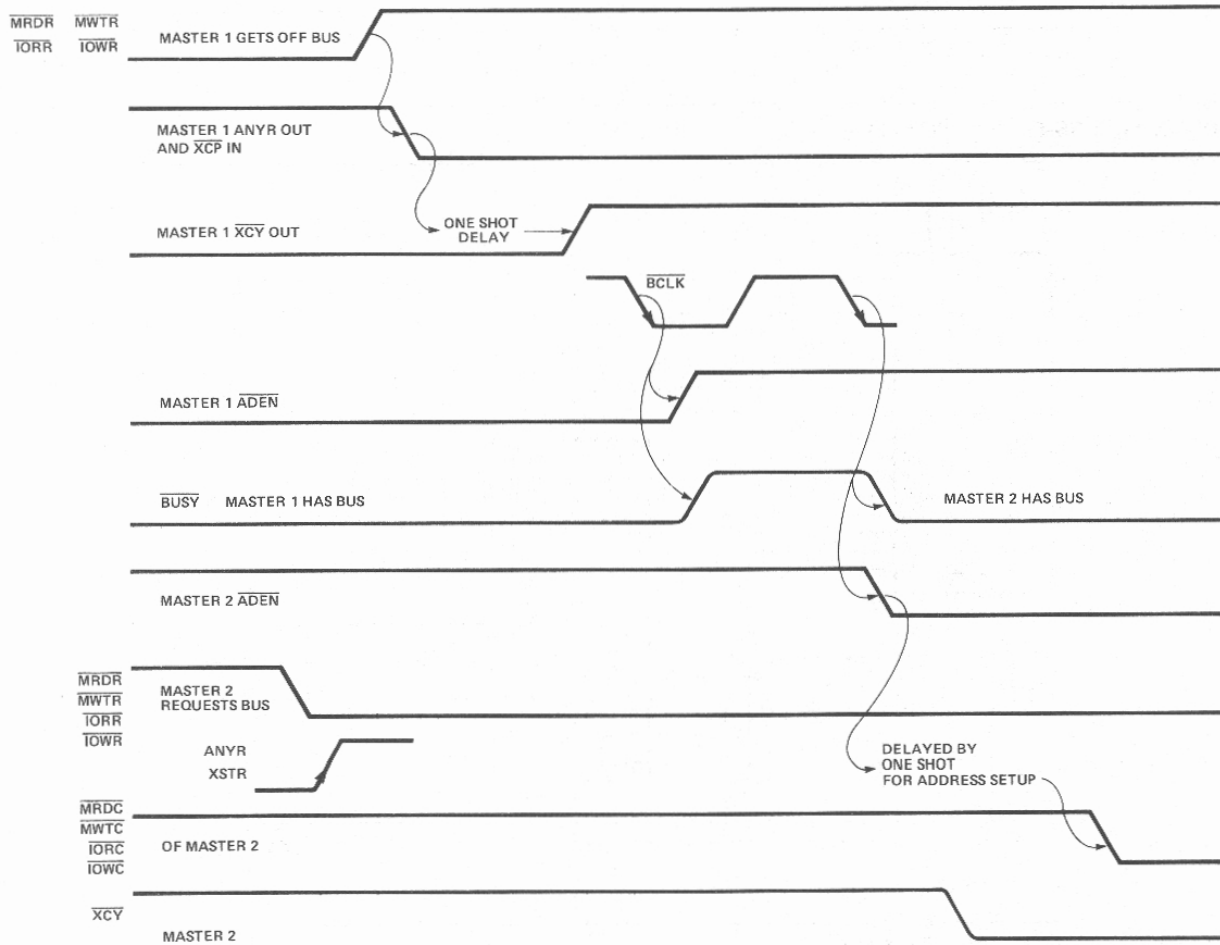 MRDR MWTR
IORR IOWR
MASTER 1 GETS OFF BUS
MASTER 1 ANYR OUT
AND XCP IN
MASTER 1 XCY OUT
ONE SHOT
DELAY
BCLK
MASTER 1 ADEN
BUSY MASTER 1 HAS BUS
MASTER 2 HAS BUS
MASTER 2 ADEN
MRDR
MWTR
IORR
IOWR
MASTER 2
REQUESTS BUS
ANYR
XSTR
DELAYED BY
ONE SHOT
FOR ADDRESS SETUP
MRDC
MWTC
IORC
IOWC
OF MASTER 2
XCY
MASTER 2